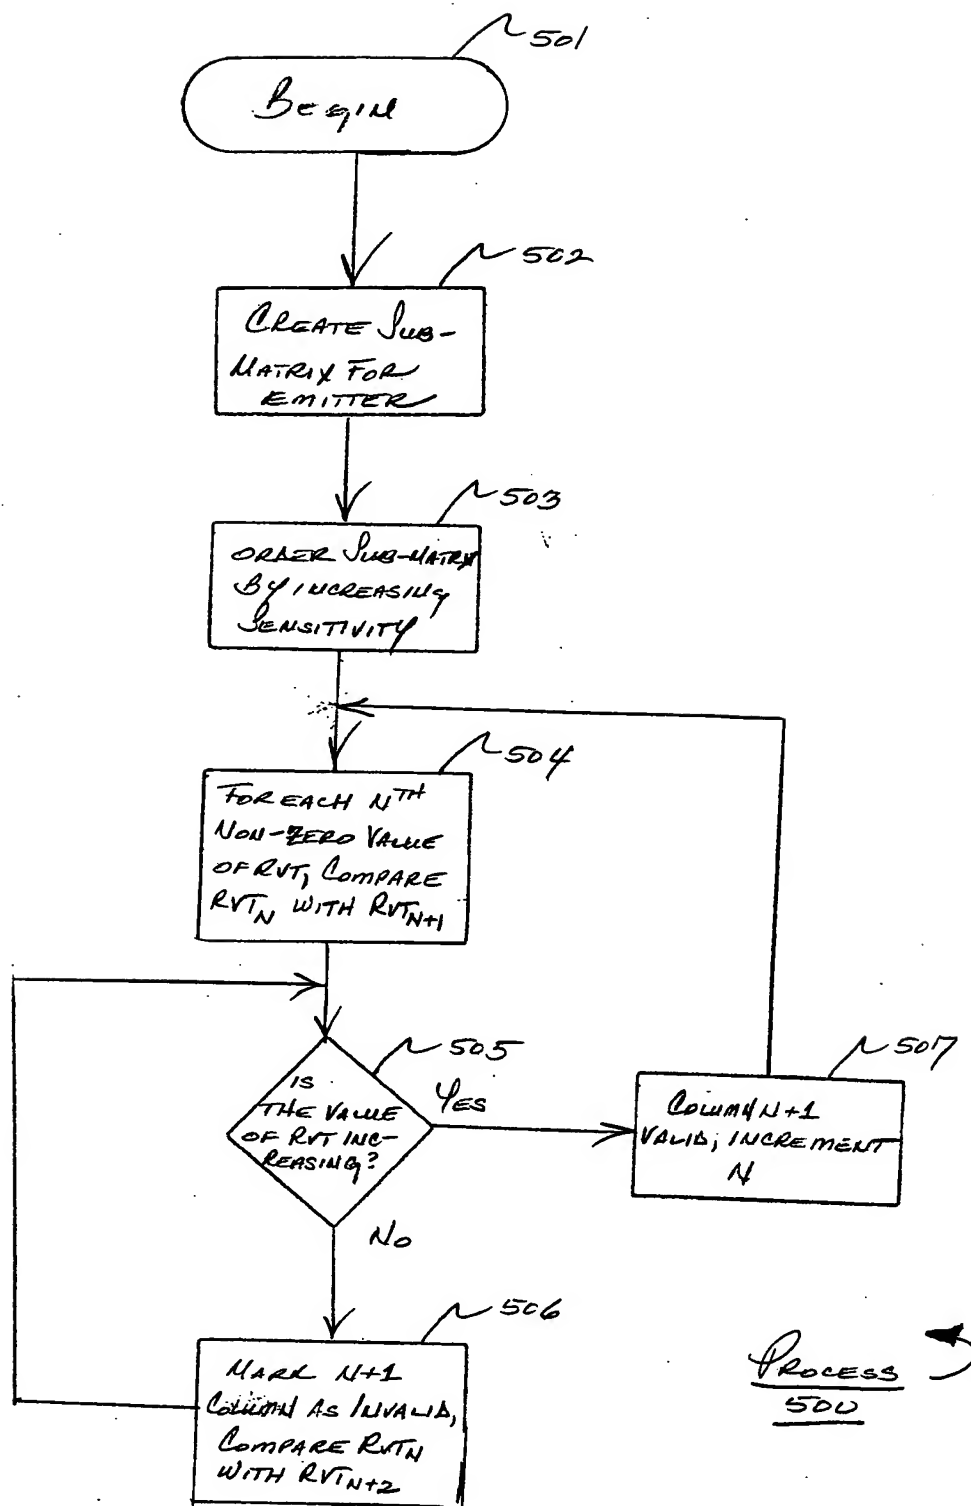 501
Begin
502
CREATE SUB-
MATRIX FOR
EMITTER
503
ORDER SUB-MATRIX
BY INCREASING
SENSITIVITY
504
FOR EACH NTH
NON-ZERO VALUE
OF RVT, COMPARE
RVTN WITH RVTN+1
505
IS
THE VALUE
OF RVT INC-
REASING?
YES
507
COLUMN N+1
VALID; INCREMENT
N
NO
506
MARK N+1
COLUMN AS INVALID,
COMPARE RVTN
WITH RVTN+2
PROCESS
500